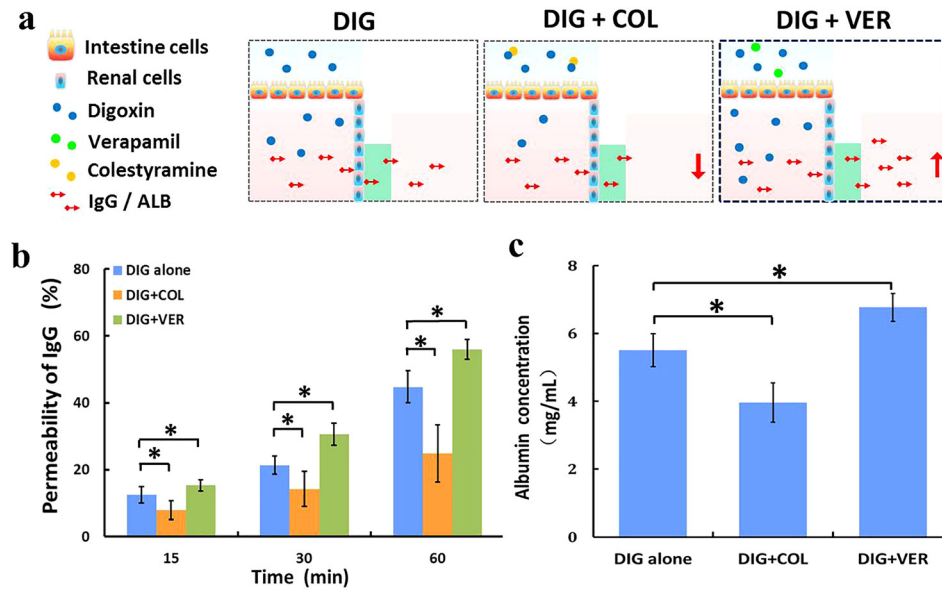 a
DIG
DIG + COL
DIG + VER
Intestine cells
Renal cells
Digoxin
Verapamil
Colestyramine
IgG / ALB
b
Permeability of IgG (%)
80
60
40
20
0
DIG alone
DIG+COL
DIG+VER
*
*
*
*
*
*
15
30
60
Time (min)
c
Albumin concentration
(mg/mL)
8
6
4
2
0
*
*
DIG alone
DIG+COL
DIG+VER